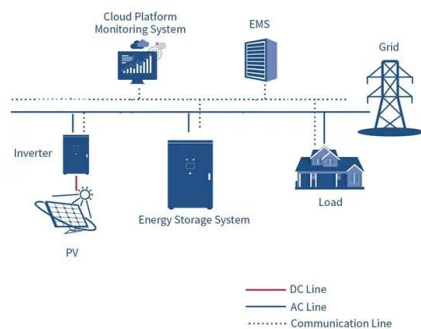 Cloud Platform
Monitoring System
EMS
Grid
Inverter
Energy Storage System
Load
PV
DC Line
AC Line
Communication Line